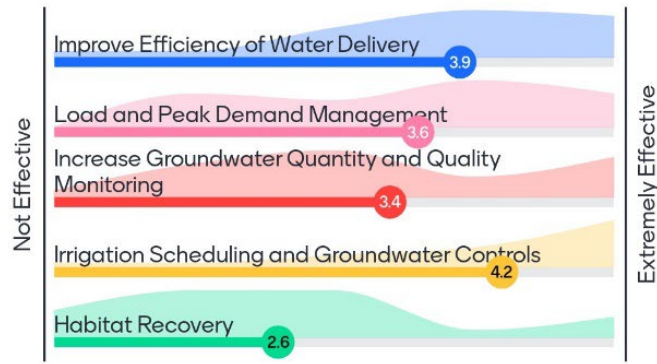 Not Effective
Improve Efficiency of Water Delivery
3.9
Load and Peak Demand Management
3.6
Increase Groundwater Quantity and Quality
Monitoring
3.4
Irrigation Scheduling and Groundwater Controls
4.2
Habitat Recovery
2.6
Extremely Effective